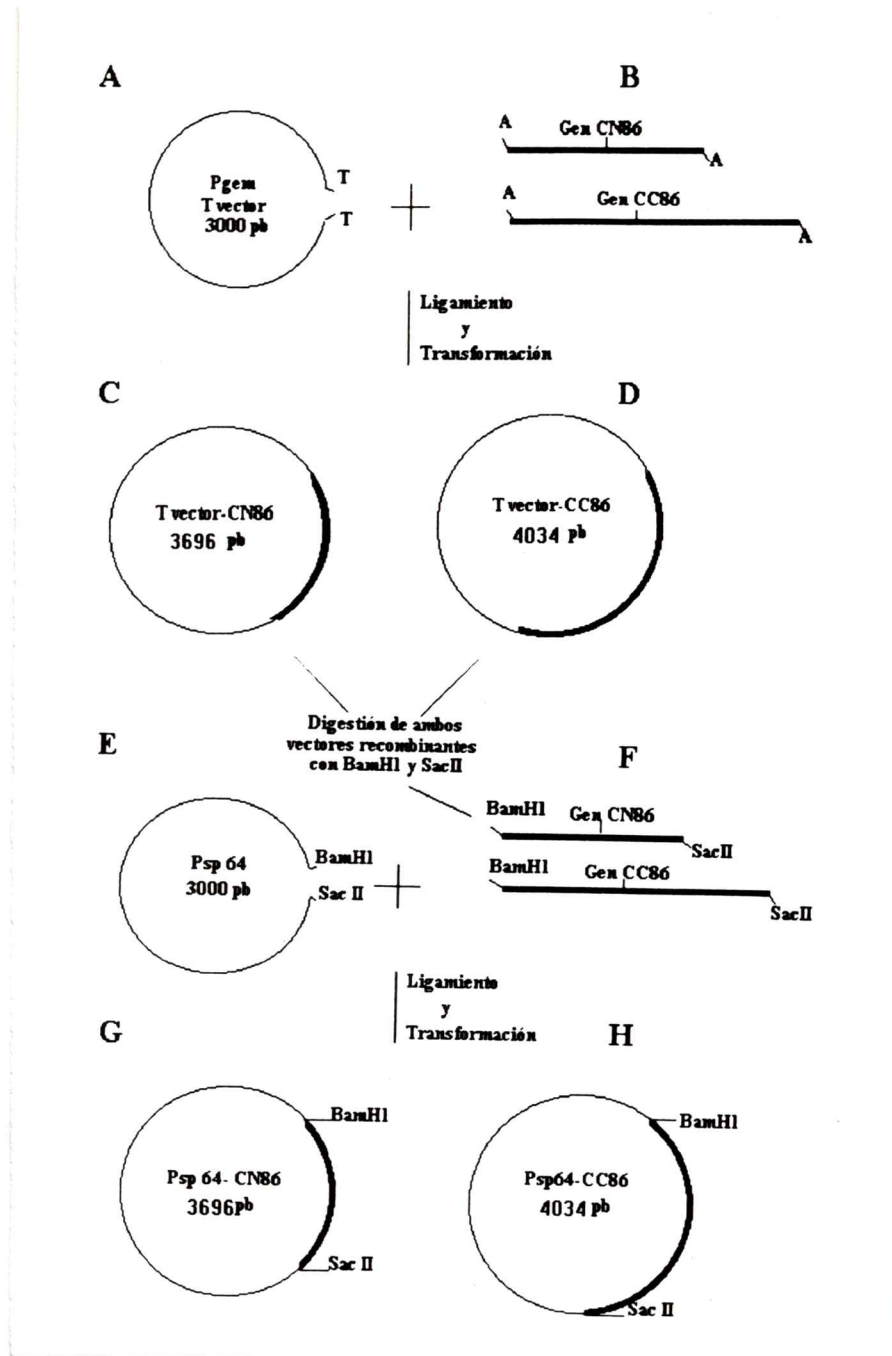 A
B
Pgem
T vector
3000 pb
T
T
A
Gen CN86
A
A
Gen CC86
A
Ligamiento
y
Transformación
C
D
T vector-CN86
3696 pb
T vector-CC86
4034 pb
Digestión de ambos
vectores recombinantes
con BamH1 y SacII
E
F
Psp 64
3000 pb
BamH1
Sac II
BamH1
Gen CN86
SacII
BamH1
Gen CC86
SacII
Ligamiento
y
Transformación
G
H
Psp 64- CN86
3696pb
BamH1
Sac II
Psp64-CC86
4034 pb
BamH1
Sac II